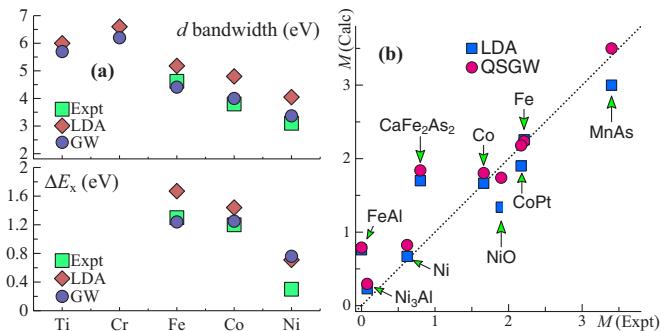 d bandwidth (eV)
7
6
5
4
3
2
(a)
Expt
LDA
GW
ΔEx (eV)
1.6
1.2
0.8
0.4
0
Expt
LDA
GW
Ti Cr Fe Co Ni
M (Calc)
(b)
LDA
QSGW
3
2
1
0
Fe
MnAs
CaFe₂As₂
Co
CoPt
NiO
FeAl
Ni
Ni₃Al
0 1 2 3 M (Expt)